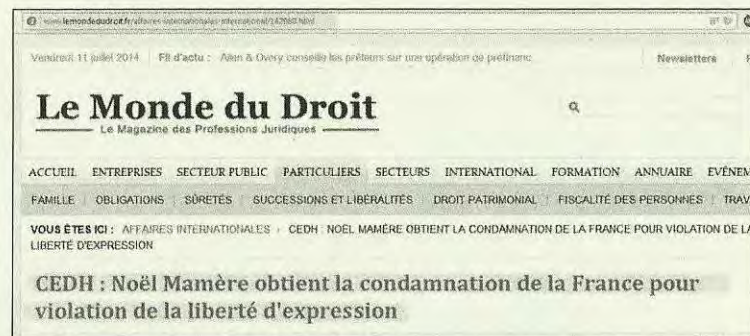 www.lemondedudroit.fr/affaires-internationales-international/
Vendredi 11 juillet 2014 Fil d'actu : Allen & Overy conseille les prêteurs sur une opération de préfinanc
Newsletters
Le Monde du Droit
Le Magazine des Professions Juridiques
ACCUEIL ENTREPRISES SECTEUR PUBLIC PARTICULIERS SECTEURS INTERNATIONAL FORMATION ANNUAIRE EVÉNEM
FAMILLE OBLIGATIONS SÛRETÉS SUCCESSIONS ET LIBÉRALITÉS DROIT PATRIMONIAL FISCALITÉ DES PERSONNES TRAV
VOUS ÊTES ICI : AFFAIRES INTERNATIONALES › CEDH : NOËL MAMÈRE OBTIENT LA CONDAMNATION DE LA FRANCE POUR VIOLATION DE LA
LIBERTÉ D'EXPRESSION
CEDH : Noël Mamère obtient la condamnation de la France pour
violation de la liberté d'expression